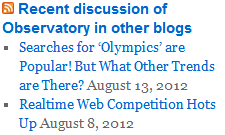 Recent discussion of
Observatory in other blogs
Searches for ‘Olympics’ are
Popular! But What Other Trends
are There? August 13, 2012
Realtime Web Competition Hots
Up August 8, 2012